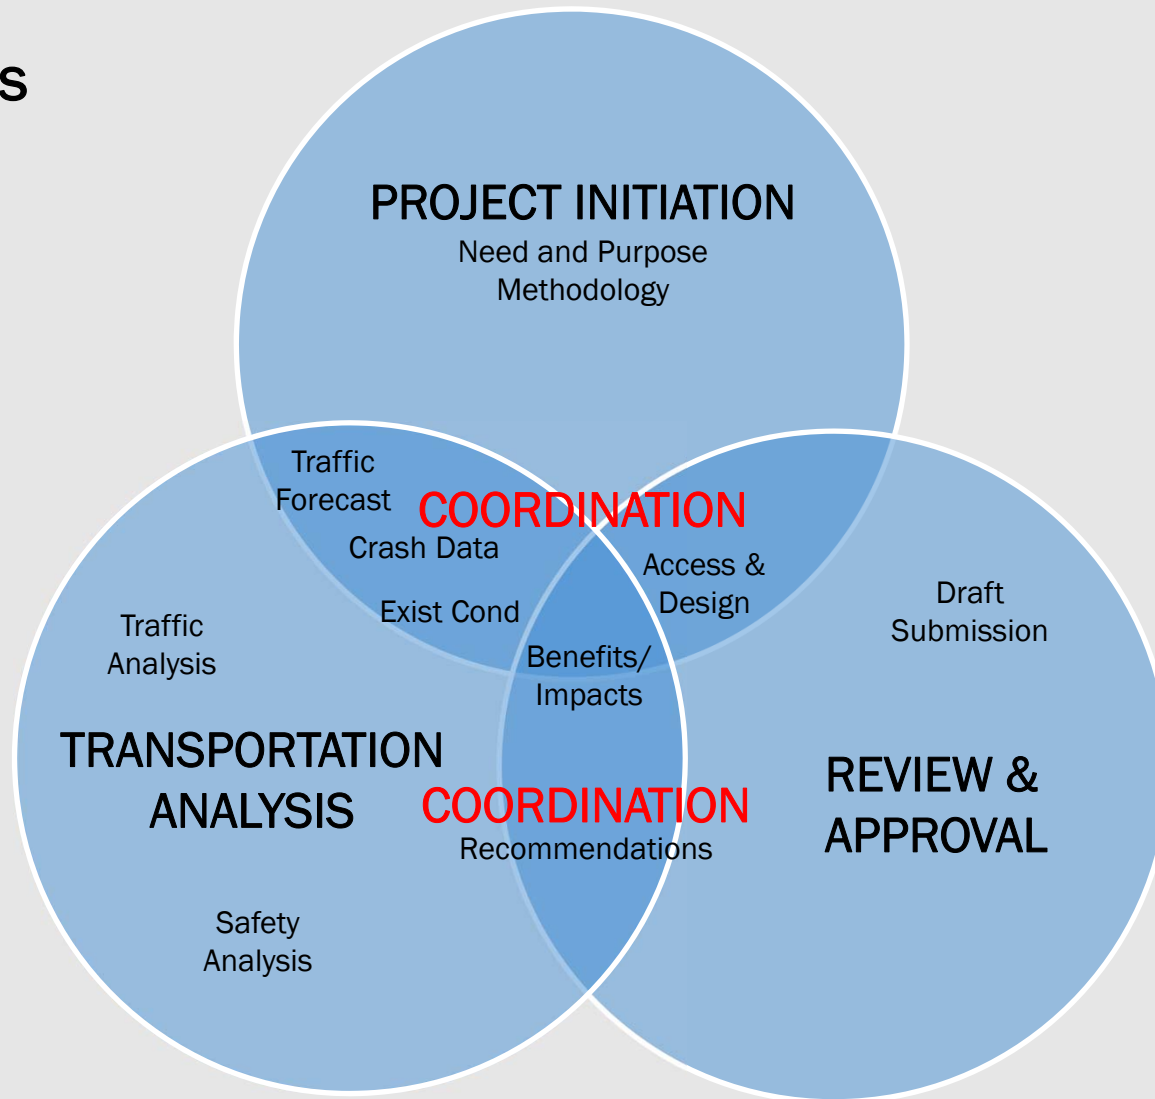 PROJECT INITIATION
Need and Purpose
Methodology
Traffic
Forecast
COORDINATION
Crash Data
Access &
Design
Exist Cond
Draft
Submission
Traffic
Analysis
Benefits/
Impacts
TRANSPORTATION
ANALYSIS
COORDINATION
Recommendations
REVIEW &
APPROVAL
Safety
Analysis